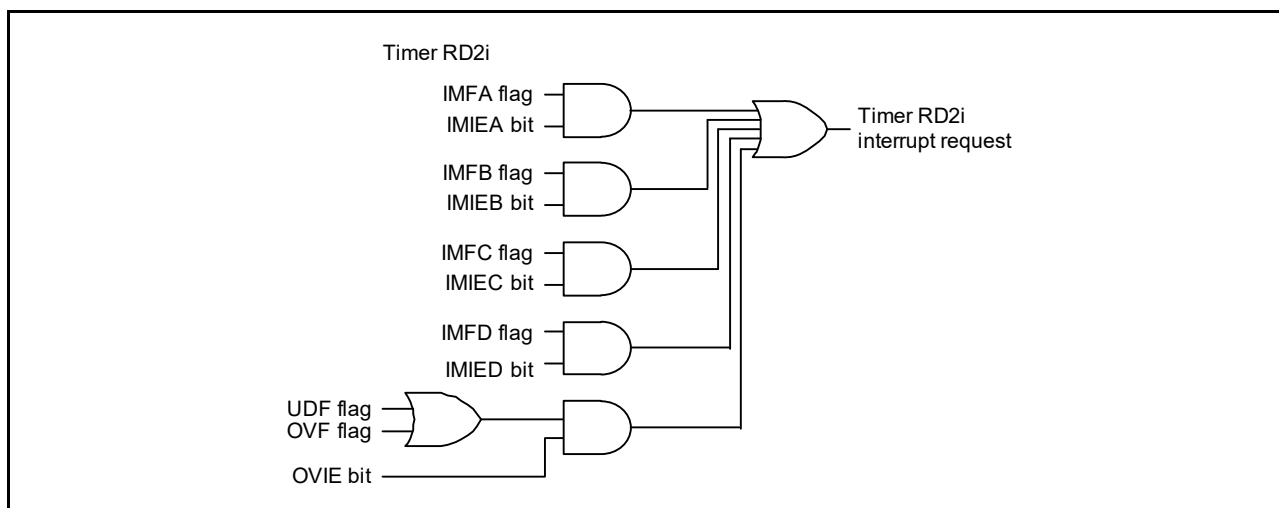 Timer RD2i
IMFA flag
IMIEA bit
Timer RD2i
interrupt request
IMFB flag
IMIEB bit
IMFC flag
IMIEC bit
IMFD flag
IMIED bit
UDF flag
OVF flag
OVIE bit